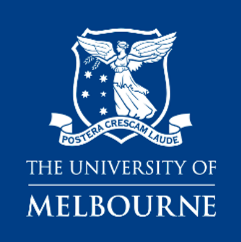 POSTERA CRESCAM LAUDE
THE UNIVERSITY OF
MELBOURNE